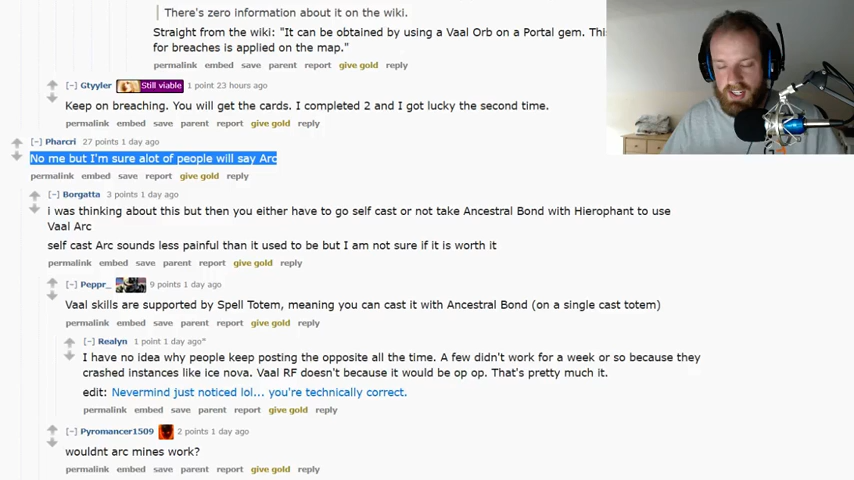 There's zero information about it on the wiki.
Straight from the wiki: "It can be obtained by using a Vaal Orb on a Portal gem.
for breaches is applied on the map."
permalink embed save parent report give gold reply
[-] Gtyyler Still viable 1 point 23 hours ago
Keep on breaching. You will get the cards. I completed 2 and I got lucky the second time.
permalink embed save parent report give gold reply
[-] Pharcri 27 points 1 day ago
No me but I'm sure alot of people will say Arc
permalink embed save report give gold reply
[-] Borgatta 3 points 1 day ago
i was thinking about this but then you either have to go self cast or not take Ancestral Bond with Hierophant to use
Vaal Arc
self cast Arc sounds less painful than it used to be but I am not sure if it is worth it
permalink embed save parent report give gold reply
[-] Peppr_ 9 points 1 day ago
Vaal skills are supported by Spell Totem, meaning you can cast it with Ancestral Bond (on a single cast totem)
permalink embed save parent report give gold reply
[-] Realyn 1 point 1 day ago*
I have no idea why people keep posting the opposite all the time. A few didn't work for a week or so because they
crashed instances like ice nova. Vaal RF doesn't because it would be op op. That's pretty much it.
edit: Nevermind just noticed lol... you're technically correct.
permalink embed save parent report give gold reply
[-] Pyromancer1509 2 points 1 day ago
wouldnt arc mines work?
permalink embed save parent report give gold reply